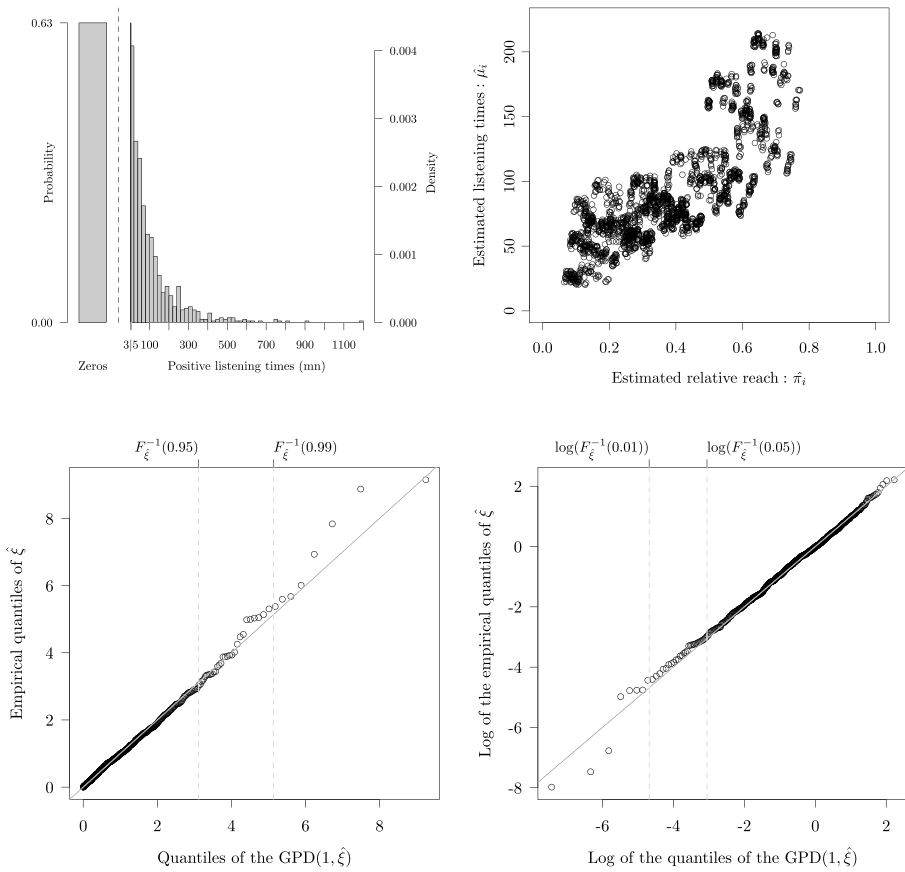 0.63
0.00
Probability
Zeros
3|5 100 300 500 700 900 1100
Positive listening times (mn)
0.004
0.003
0.002
0.001
0.000
Density
200
150
100
50
0
Estimated listening times : μ̂_i
0.0 0.2 0.4 0.6 0.8 1.0
Estimated relative reach : π̂_i
F_ξ̂^{-1}(0.95) F_ξ̂^{-1}(0.99)
8
6
4
2
0
Empirical quantiles of ξ̂
0 2 4 6 8
Quantiles of the GPD(1, ξ̂)
log(F_ξ̂^{-1}(0.01)) log(F_ξ̂^{-1}(0.05))
2
0
-2
-4
-6
-8
Log of the empirical quantiles of ξ̂
-6 -4 -2 0 2
Log of the quantiles of the GPD(1, ξ̂)